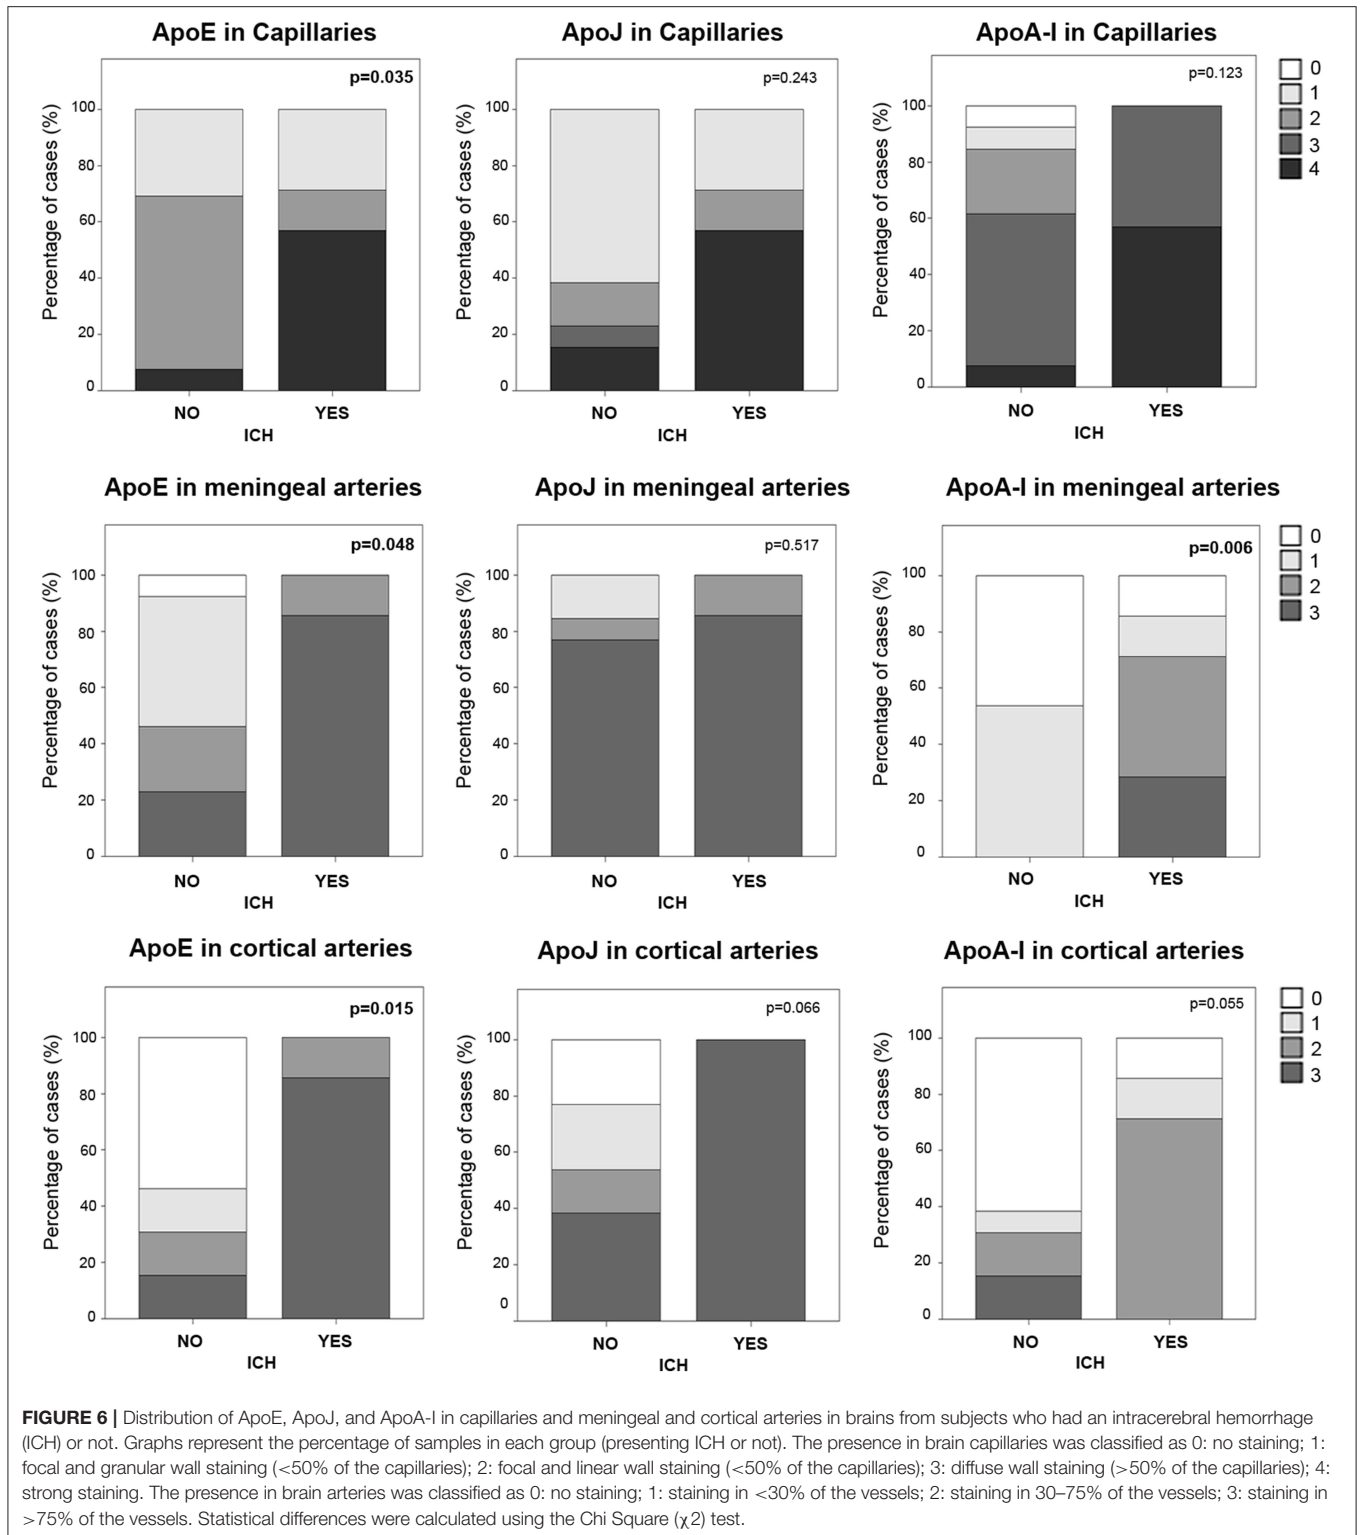 ApoE in Capillaries
p=0.035
Percentage of cases (%)
100
80
60
40
20
0
NO
YES
ICH
ApoJ in Capillaries
p=0.243
Percentage of cases (%)
100
80
60
40
20
0
NO
YES
ICH
ApoA-I in Capillaries
p=0.123
Percentage of cases (%)
100
80
60
40
20
0
NO
YES
ICH
0
1
2
3
4
ApoE in meningeal arteries
p=0.048
Percentage of cases (%)
100
80
60
40
20
0
NO
YES
ICH
ApoJ in meningeal arteries
p=0.517
Percentage of cases (%)
100
80
60
40
20
0
NO
YES
ICH
ApoA-I in meningeal arteries
p=0.006
Percentage of cases (%)
100
80
60
40
20
0
NO
YES
ICH
0
1
2
3
ApoE in cortical arteries
p=0.015
Percentage of cases (%)
100
80
60
40
20
0
NO
YES
ICH
ApoJ in cortical arteries
p=0.066
Percentage of cases (%)
100
80
60
40
20
0
NO
YES
ICH
ApoA-I in cortical arteries
p=0.055
Percentage of cases (%)
100
80
60
40
20
0
NO
YES
ICH
0
1
2
3
FIGURE 6 | Distribution of ApoE, ApoJ, and ApoA-I in capillaries and meningeal and cortical arteries in brains from subjects who had an intracerebral hemorrhage
(ICH) or not. Graphs represent the percentage of samples in each group (presenting ICH or not). The presence in brain capillaries was classified as 0: no staining; 1:
focal and granular wall staining (<50% of the capillaries); 2: focal and linear wall staining (<50% of the capillaries); 3: diffuse wall staining (>50% of the capillaries); 4:
strong staining. The presence in brain arteries was classified as 0: no staining; 1: staining in <30% of the vessels; 2: staining in 30–75% of the vessels; 3: staining in
>75% of the vessels. Statistical differences were calculated using the Chi Square (χ2) test.